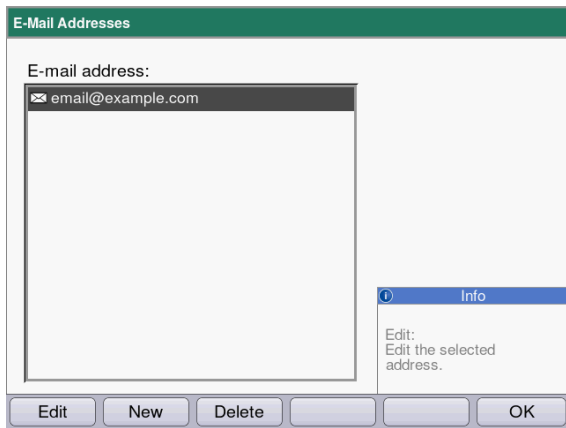 E-Mail Addresses
E-mail address:
email@example.com
Info
Edit:
Edit the selected
address.
Edit
New
Delete
OK